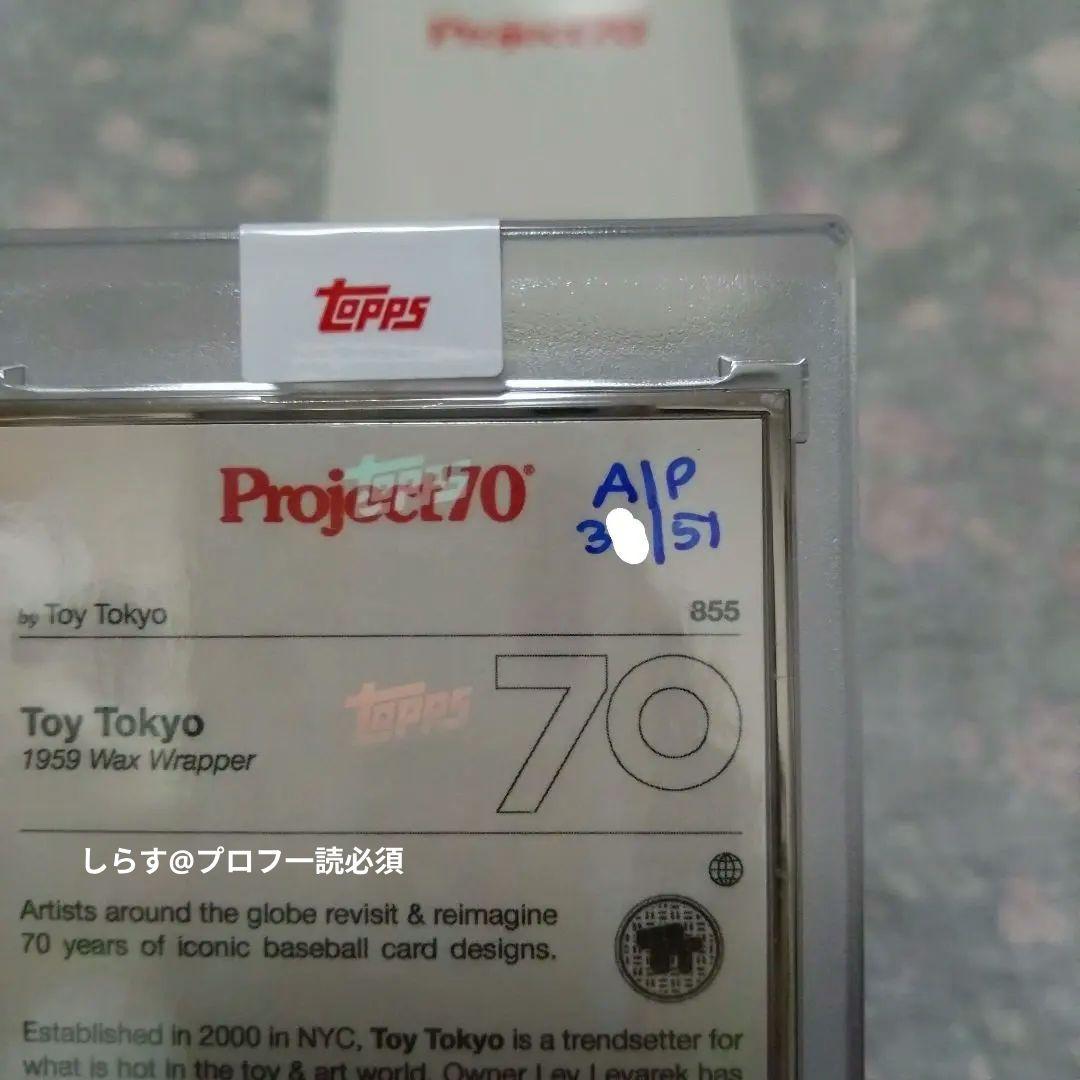 Project70
topps
Project70®
topps
A/P
3 /51
by Toy Tokyo
855
Toy Tokyo
1959 Wax Wrapper
topps
70
しらす@プロフ一読必須
Artists around the globe revisit & reimagine
70 years of iconic baseball card designs.
TT
Established in 2000 in NYC, Toy Tokyo is a trendsetter for
what is hot in the toy & art world. Owner Lev Levarek has